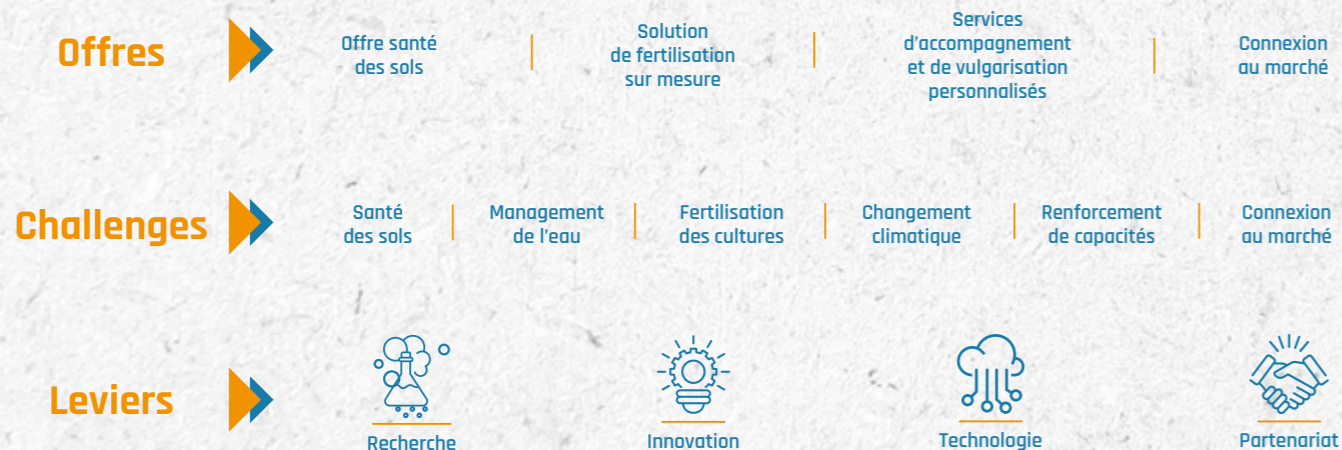 Offres
Offre santé
des sols
Solution
de fertilisation
sur mesure
Services
d'accompagnement
et de vulgarisation
personnalisés
Connexion
au marché
Challenges
Santé
des sols
Management
de l'eau
Fertilisation
des cultures
Changement
climatique
Renforcement
de capacités
Connexion
au marché
Leviers
Recherche
Innovation
Technologie
Partenariat